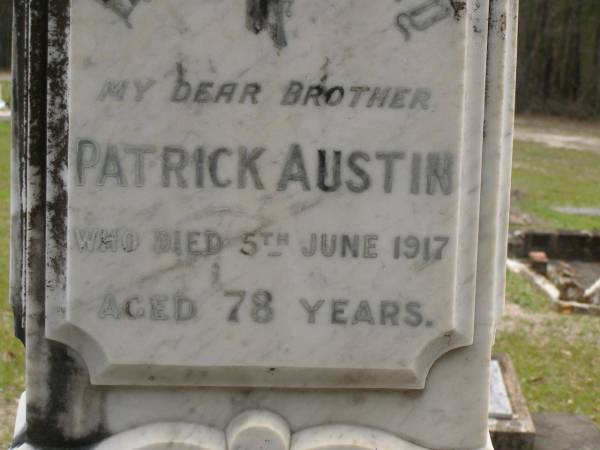 MY DEAR BROTHER
PATRICK AUSTIN
WHO DIED 5TH JUNE 1917
AGED 78 YEARS.